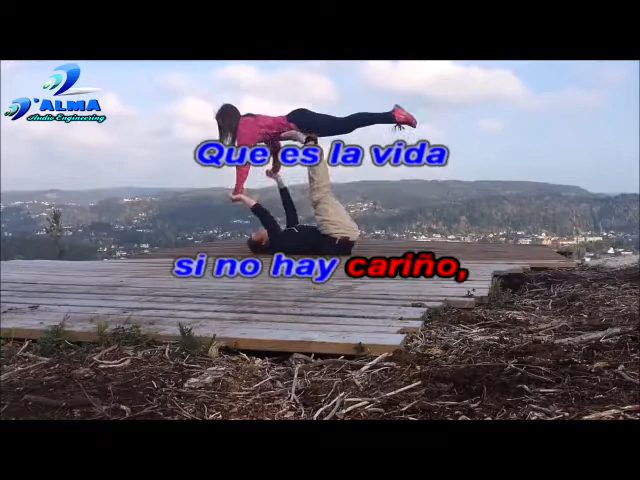 D'ALMA
Audio Engineering
Que es la vida
si no hay cariño,